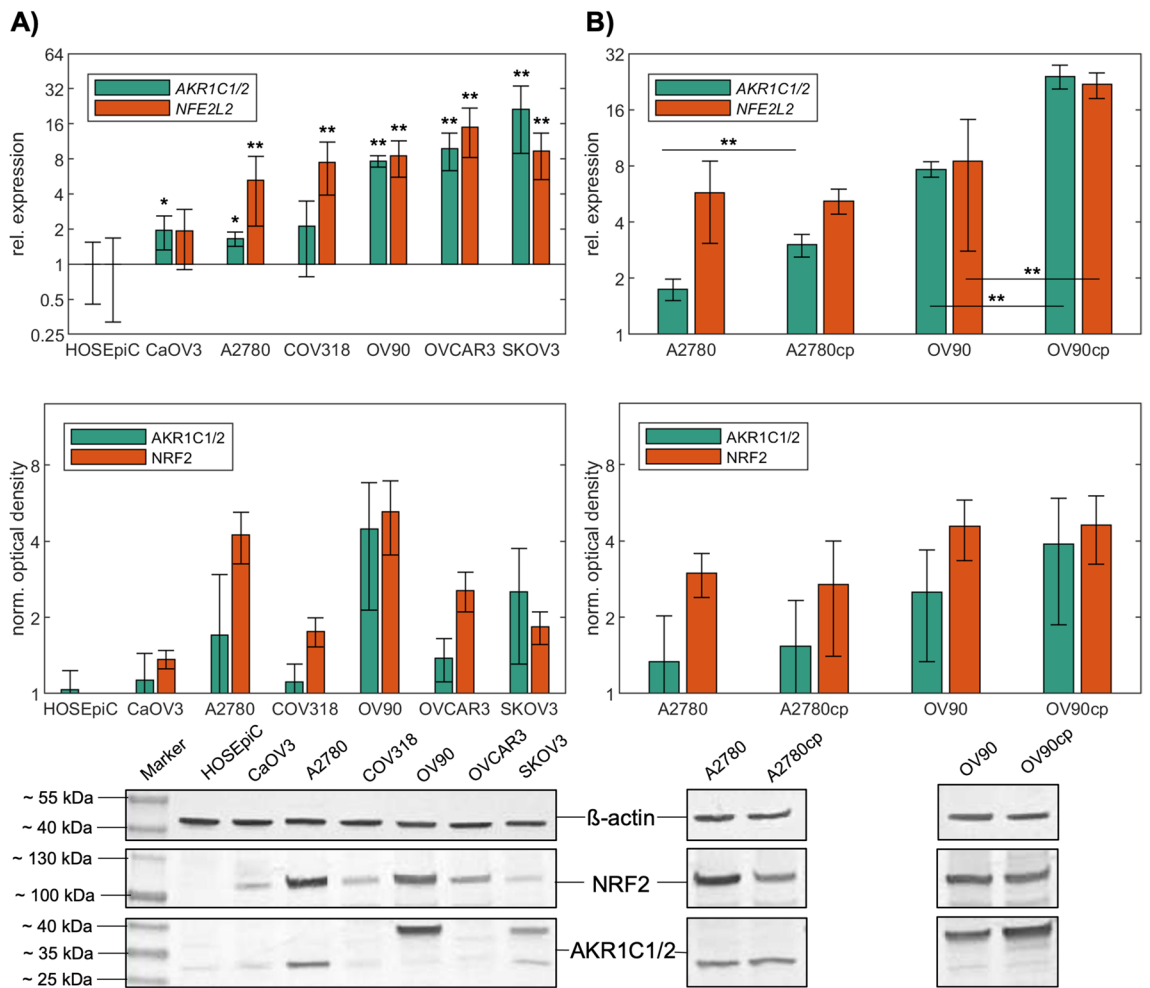 A)
64
32
16
8
4
2
1
0.5
0.25
rel. expression
AKR1C1/2
NFE2L2
*
*
**
**
**
**
**
**
**
**
HOSEpiC CaOV3 A2780 COV318 OV90 OVCAR3 SKOV3
B)
32
16
8
4
2
1
rel. expression
AKR1C1/2
NFE2L2
**
**
**
A2780 A2780cp OV90 OV90cp
8
4
2
1
norm. optical density
AKR1C1/2
NRF2
HOSEpiC CaOV3 A2780 COV318 OV90 OVCAR3 SKOV3
8
4
2
1
norm. optical density
AKR1C1/2
NRF2
A2780 A2780cp OV90 OV90cp
Marker HOSEpiC CaOV3 A2780 COV318 OV90 OVCAR3 SKOV3
A2780 A2780cp
OV90 OV90cp
~ 55 kDa
~ 40 kDa
ß-actin
~ 130 kDa
~ 100 kDa
NRF2
~ 40 kDa
~ 35 kDa
~ 25 kDa
AKR1C1/2